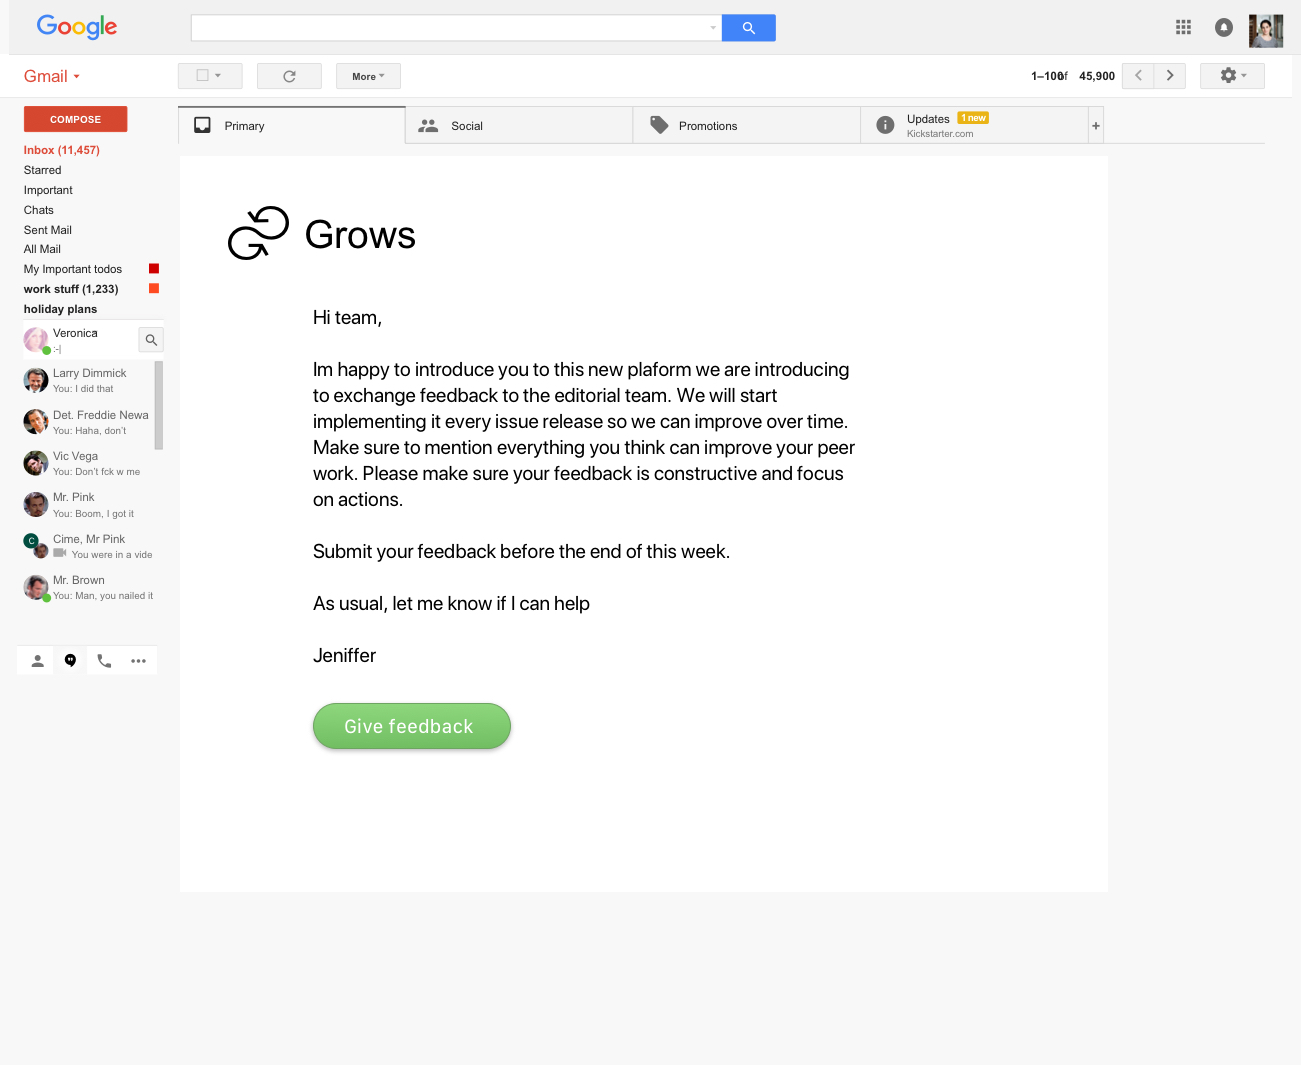 Google
Gmail
More
1–100 of 45,900
COMPOSE
Primary
Social
Promotions
Updates 1 new
Kickstarter.com
+
Inbox (11,457)
Starred
Important
Chats
Sent Mail
All Mail
My Important todos
work stuff (1,233)
holiday plans
Veronica
:-|
Larry Dimmick
You: I did that
Det. Freddie Newa
You: Haha, don't
Vic Vega
You: Don't fck w me
Mr. Pink
You: Boom, I got it
C
Cime, Mr Pink
You were in a vide
Mr. Brown
You: Man, you nailed it
Grows
Hi team,
Im happy to introduce you to this new plaform we are introducing
to exchange feedback to the editorial team. We will start
implementing it every issue release so we can improve over time.
Make sure to mention everything you think can improve your peer
work. Please make sure your feedback is constructive and focus
on actions.
Submit your feedback before the end of this week.
As usual, let me know if I can help
Jeniffer
Give feedback